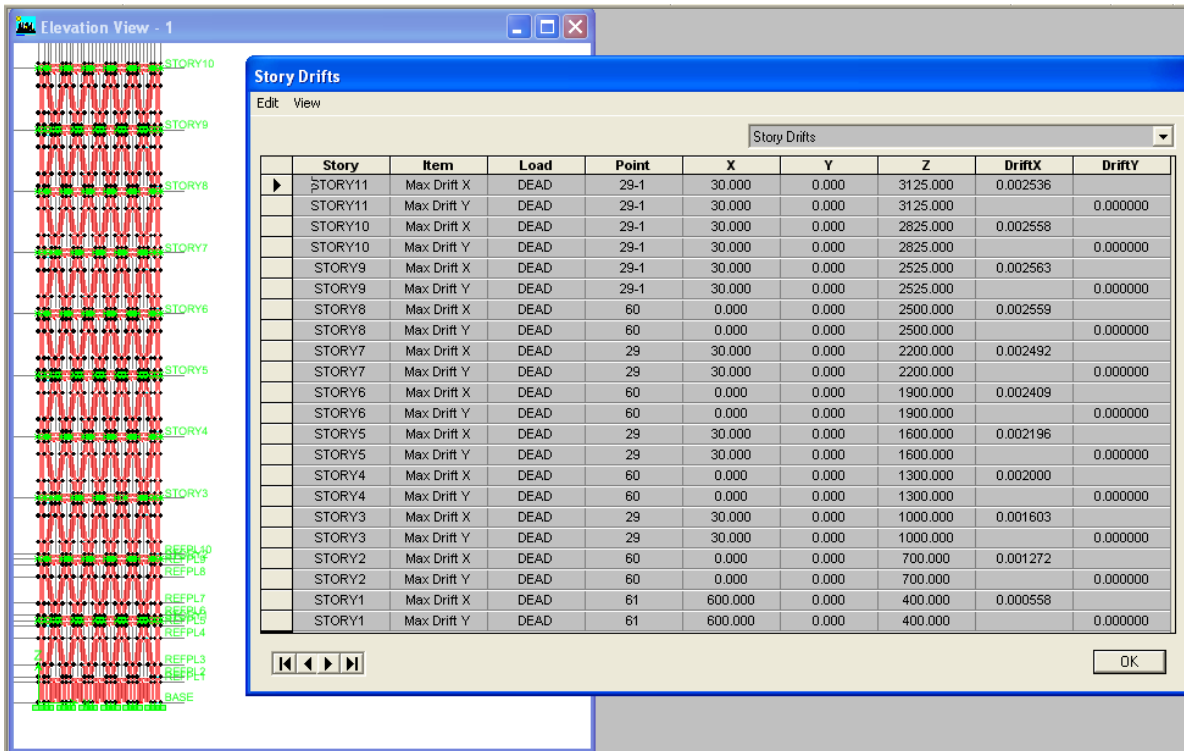 Elevation View - 1
STORY10
STORY9
STORY8
STORY7
STORY6
STORY5
STORY4
STORY3
REFPL10
REFPL8
REFPL7
REFPL6
REFPL5
REFPL4
REFPL3
REFPL2
REFPL1
BASE
Story Drifts
Edit View
Story Drifts
Story Item Load Point X Y Z DriftX DriftY
STORY11 Max Drift X DEAD 29-1 30.000 0.000 3125.000 0.002536
STORY11 Max Drift Y DEAD 29-1 30.000 0.000 3125.000 0.000000
STORY10 Max Drift X DEAD 29-1 30.000 0.000 2825.000 0.002558
STORY10 Max Drift Y DEAD 29-1 30.000 0.000 2825.000 0.000000
STORY9 Max Drift X DEAD 29-1 30.000 0.000 2525.000 0.002563
STORY9 Max Drift Y DEAD 29-1 30.000 0.000 2525.000 0.000000
STORY8 Max Drift X DEAD 60 0.000 0.000 2500.000 0.002559
STORY8 Max Drift Y DEAD 60 0.000 0.000 2500.000 0.000000
STORY7 Max Drift X DEAD 29 30.000 0.000 2200.000 0.002492
STORY7 Max Drift Y DEAD 29 30.000 0.000 2200.000 0.000000
STORY6 Max Drift X DEAD 60 0.000 0.000 1900.000 0.002409
STORY6 Max Drift Y DEAD 60 0.000 0.000 1900.000 0.000000
STORY5 Max Drift X DEAD 29 30.000 0.000 1600.000 0.002196
STORY5 Max Drift Y DEAD 29 30.000 0.000 1600.000 0.000000
STORY4 Max Drift X DEAD 60 0.000 0.000 1300.000 0.002000
STORY4 Max Drift Y DEAD 60 0.000 0.000 1300.000 0.000000
STORY3 Max Drift X DEAD 29 30.000 0.000 1000.000 0.001603
STORY3 Max Drift Y DEAD 29 30.000 0.000 1000.000 0.000000
STORY2 Max Drift X DEAD 60 0.000 0.000 700.000 0.001272
STORY2 Max Drift Y DEAD 60 0.000 0.000 700.000 0.000000
STORY1 Max Drift X DEAD 61 600.000 0.000 400.000 0.000558
STORY1 Max Drift Y DEAD 61 600.000 0.000 400.000 0.000000
OK